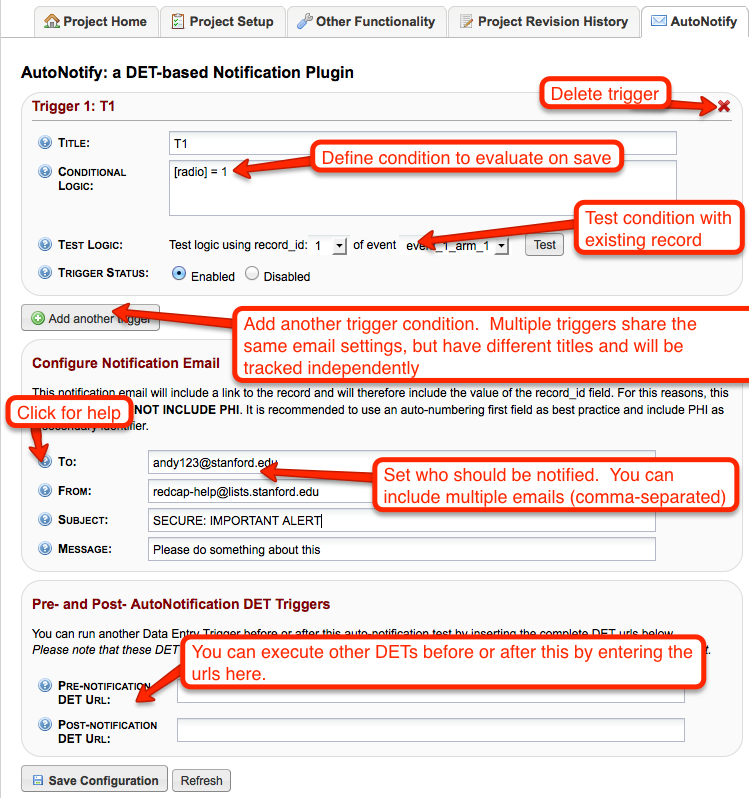 Project Home
Project Setup
Other Functionality
Project Revision History
AutoNotify
AutoNotify: a DET-based Notification Plugin
Delete trigger
Trigger 1: T1
TITLE:
T1
Define condition to evaluate on save
CONDITIONAL
LOGIC:
[radio] = 1
Test condition with
existing record
TEST LOGIC:
Test logic using record_id: 1 of event event_1_arm_1
Test
TRIGGER STATUS:
Enabled
Disabled
Add another trigger
Add another trigger condition. Multiple triggers share the
same email settings, but have different titles and will be
tracked independently
Configure Notification Email
This notification email will include a link to the record and will therefore include the value of the record_id field. For this reasons, this
Click for help
NOT INCLUDE PHI. It is recommended to use an auto-numbering first field as best practice and include PHI as
identifier.
TO:
andy123@stanford.edu
Set who should be notified. You can
include multiple emails (comma-separated)
FROM:
redcap-help@lists.stanford.edu
SUBJECT:
SECURE: IMPORTANT ALERT
MESSAGE:
Please do something about this
Pre- and Post- AutoNotification DET Triggers
You can run another Data Entry Trigger before or after this auto-notification test by inserting the complete DET urls below.
Please note that these DET
You can execute other DETs before or after this by entering the
urls here.
PRE-NOTIFICATION
DET URL:
POST-NOTIFICATION
DET URL:
Save Configuration
Refresh